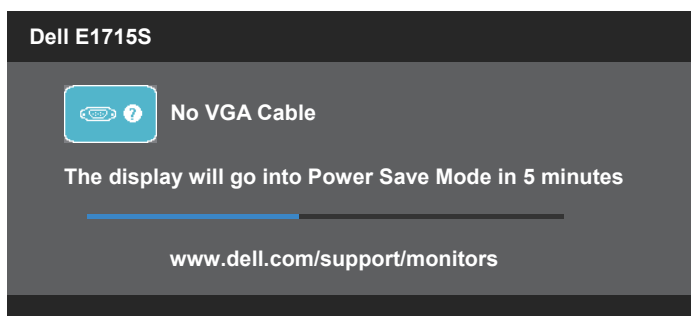 Dell E1715S
No VGA Cable
The display will go into Power Save Mode in 5 minutes
www.dell.com/support/monitors